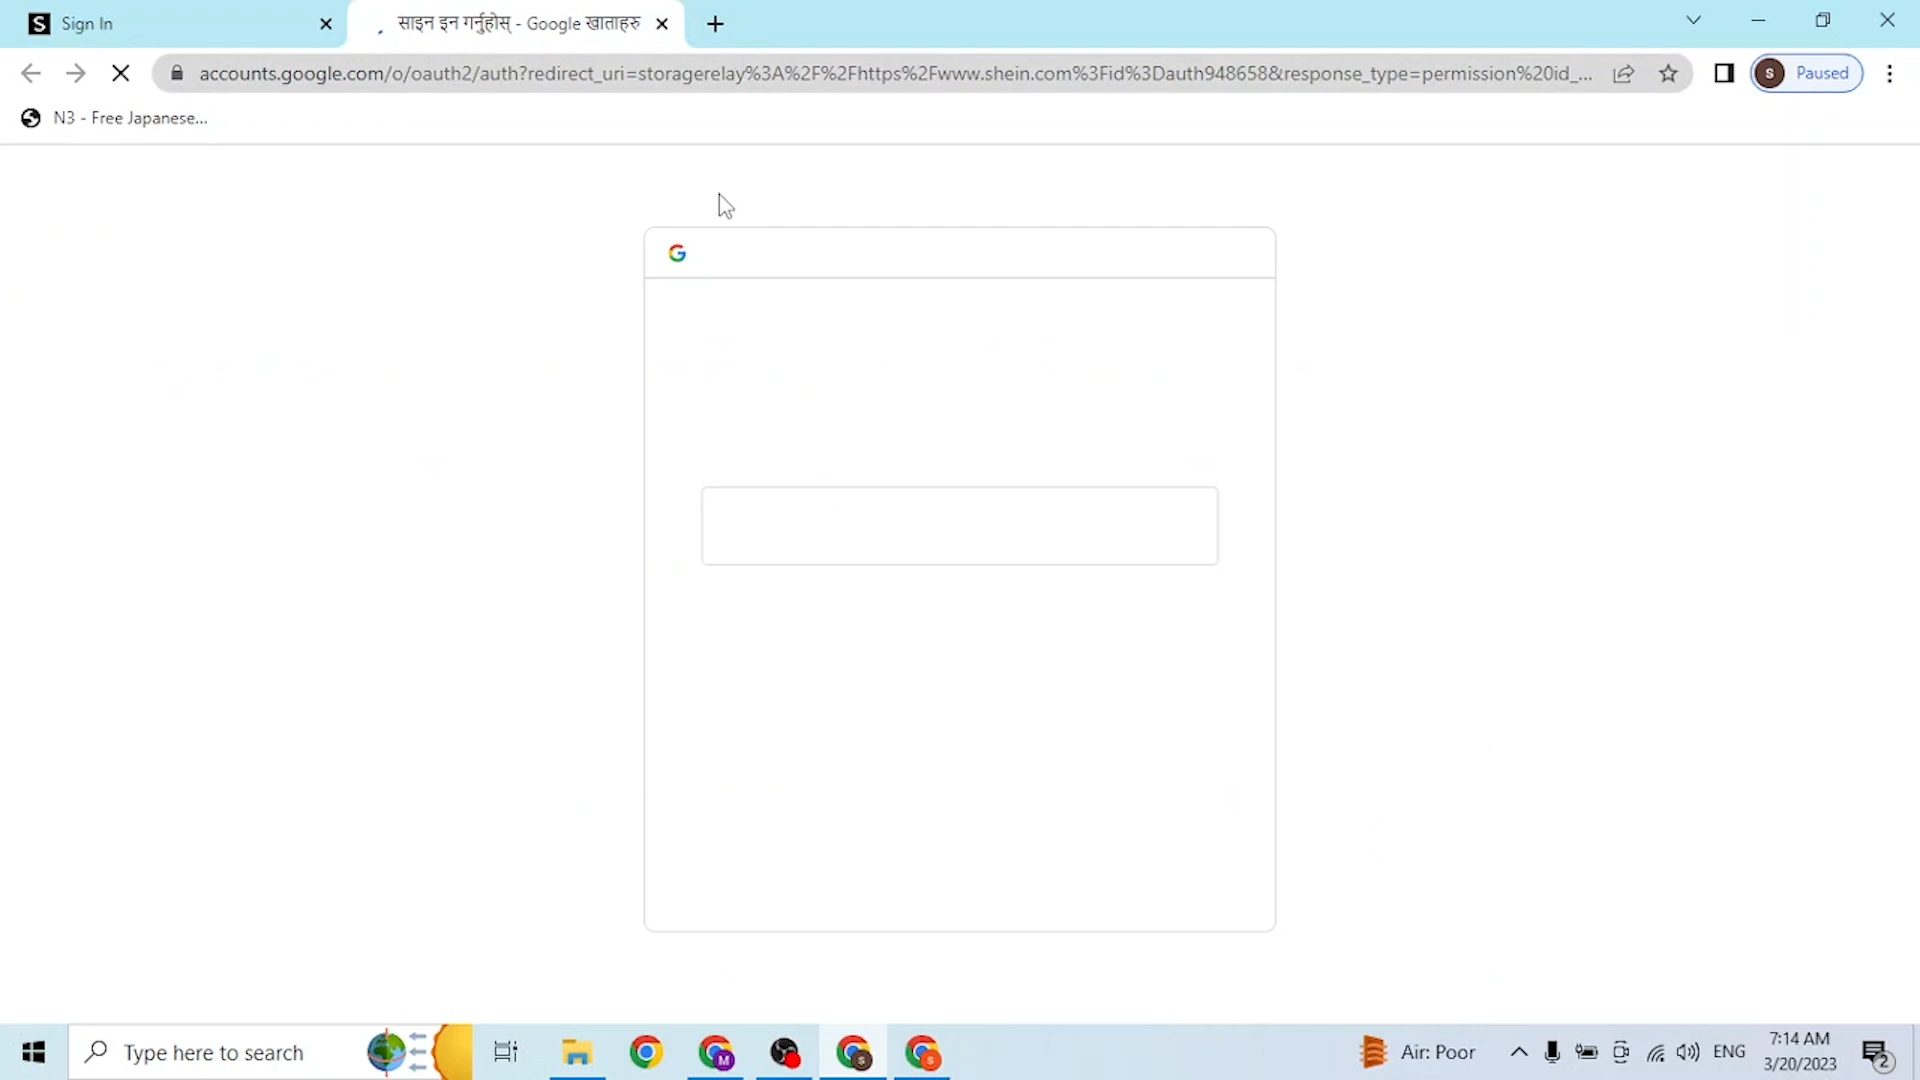 Sign In
साइन इन गर्नुहोस् - Google खाताहरु
accounts.google.com/o/oauth2/auth?redirect_uri=storagerelay%3A%2F%2Fhttps%2Fwww.shein.com%3Fid%3Dauth948658&response_type=permission%20id_...
Paused
N3 - Free Japanese...
Type here to search
Air: Poor
ENG
7:14 AM
3/20/2023
2